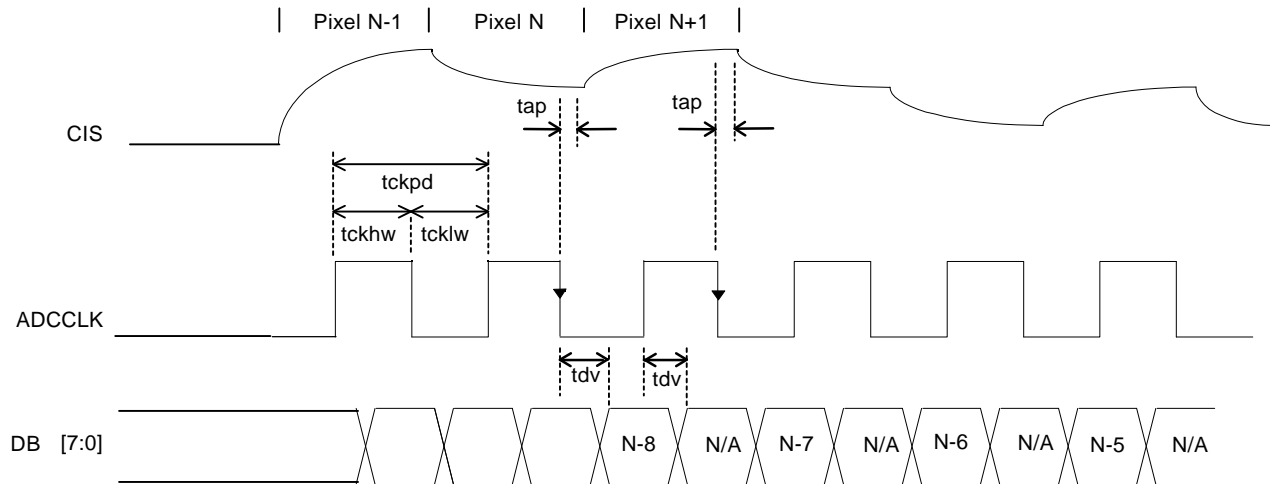 Pixel N-1 Pixel N Pixel N+1
tap tap
CIS
tckpd
tckhw tcklw
ADCCLK
tdv tdv
DB [7:0] N-8 N/A N-7 N/A N-6 N/A N-5 N/A